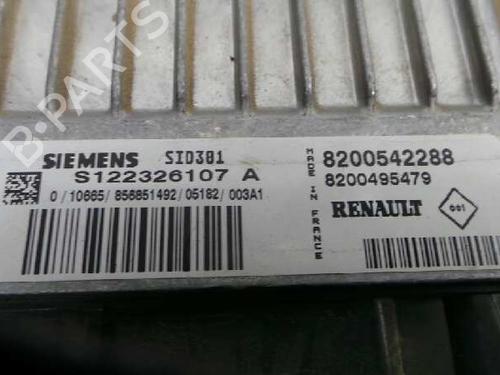 B-PARTS
SIEMENS SID301
S122326107 A
0/10665/856851492/05182/003A1
MADE IN FRANCE
8200542288
8200495479
RENAULT
001